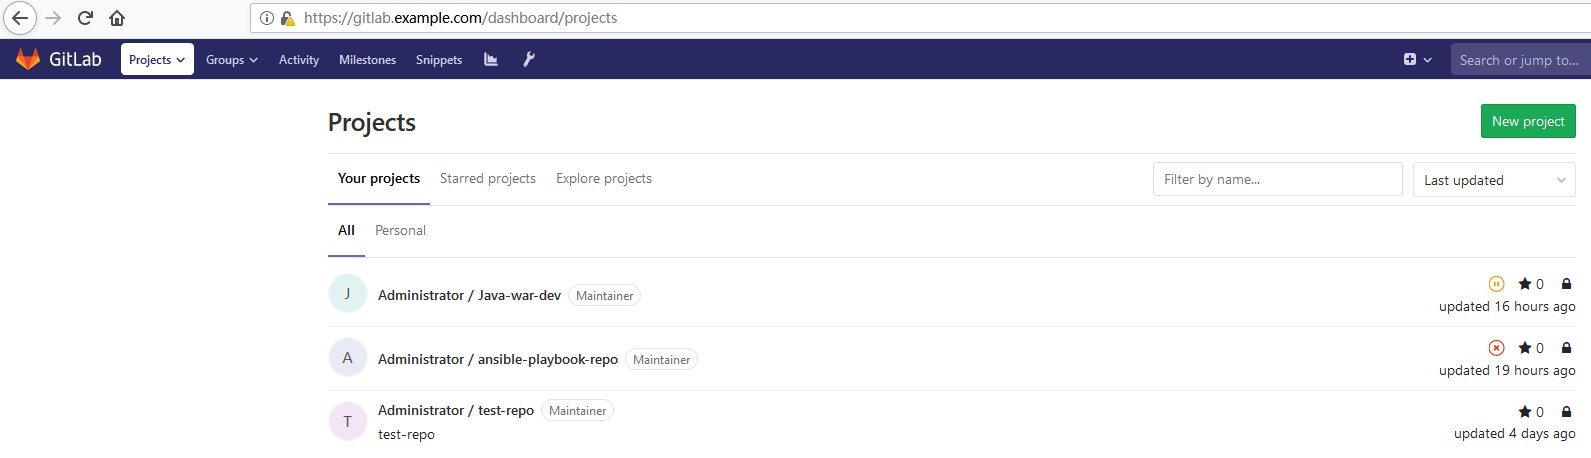 https://gitlab.example.com/dashboard/projects
GitLab Projects Groups Activity Milestones Snippets Search or jump to...
Projects New project
Your projects Starred projects Explore projects Filter by name... Last updated
All Personal
J Administrator / Java-war-dev Maintainer 0
updated 16 hours ago
A Administrator / ansible-playbook-repo Maintainer 0
updated 19 hours ago
T Administrator / test-repo Maintainer 0
test-repo updated 4 days ago